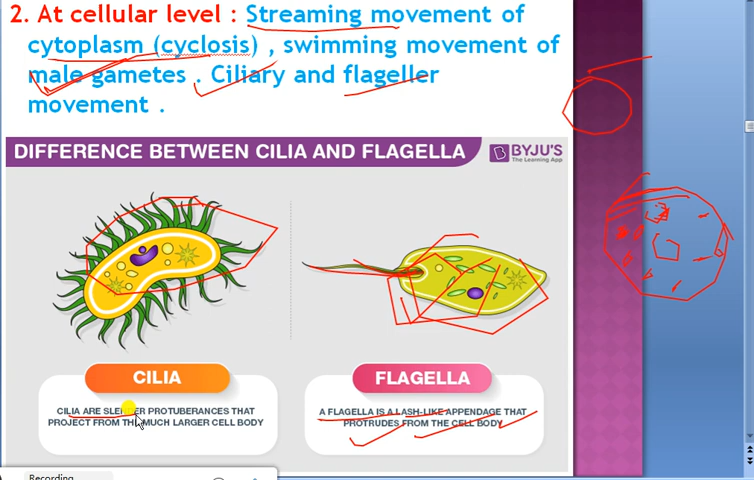 2. At cellular level : Streaming movement of
cytoplasm (cyclosis) , swimming movement of
male gametes . Ciliary and flageller
movement .
DIFFERENCE BETWEEN CILIA AND FLAGELLA
BYJU'S
The Learning App
CILIA
CILIA ARE SLENDER PROTUBERANCES THAT
PROJECT FROM THE MUCH LARGER CELL BODY
FLAGELLA
A FLAGELLA IS A LASH-LIKE APPENDAGE THAT
PROTRUDES FROM THE CELL BODY
Recording